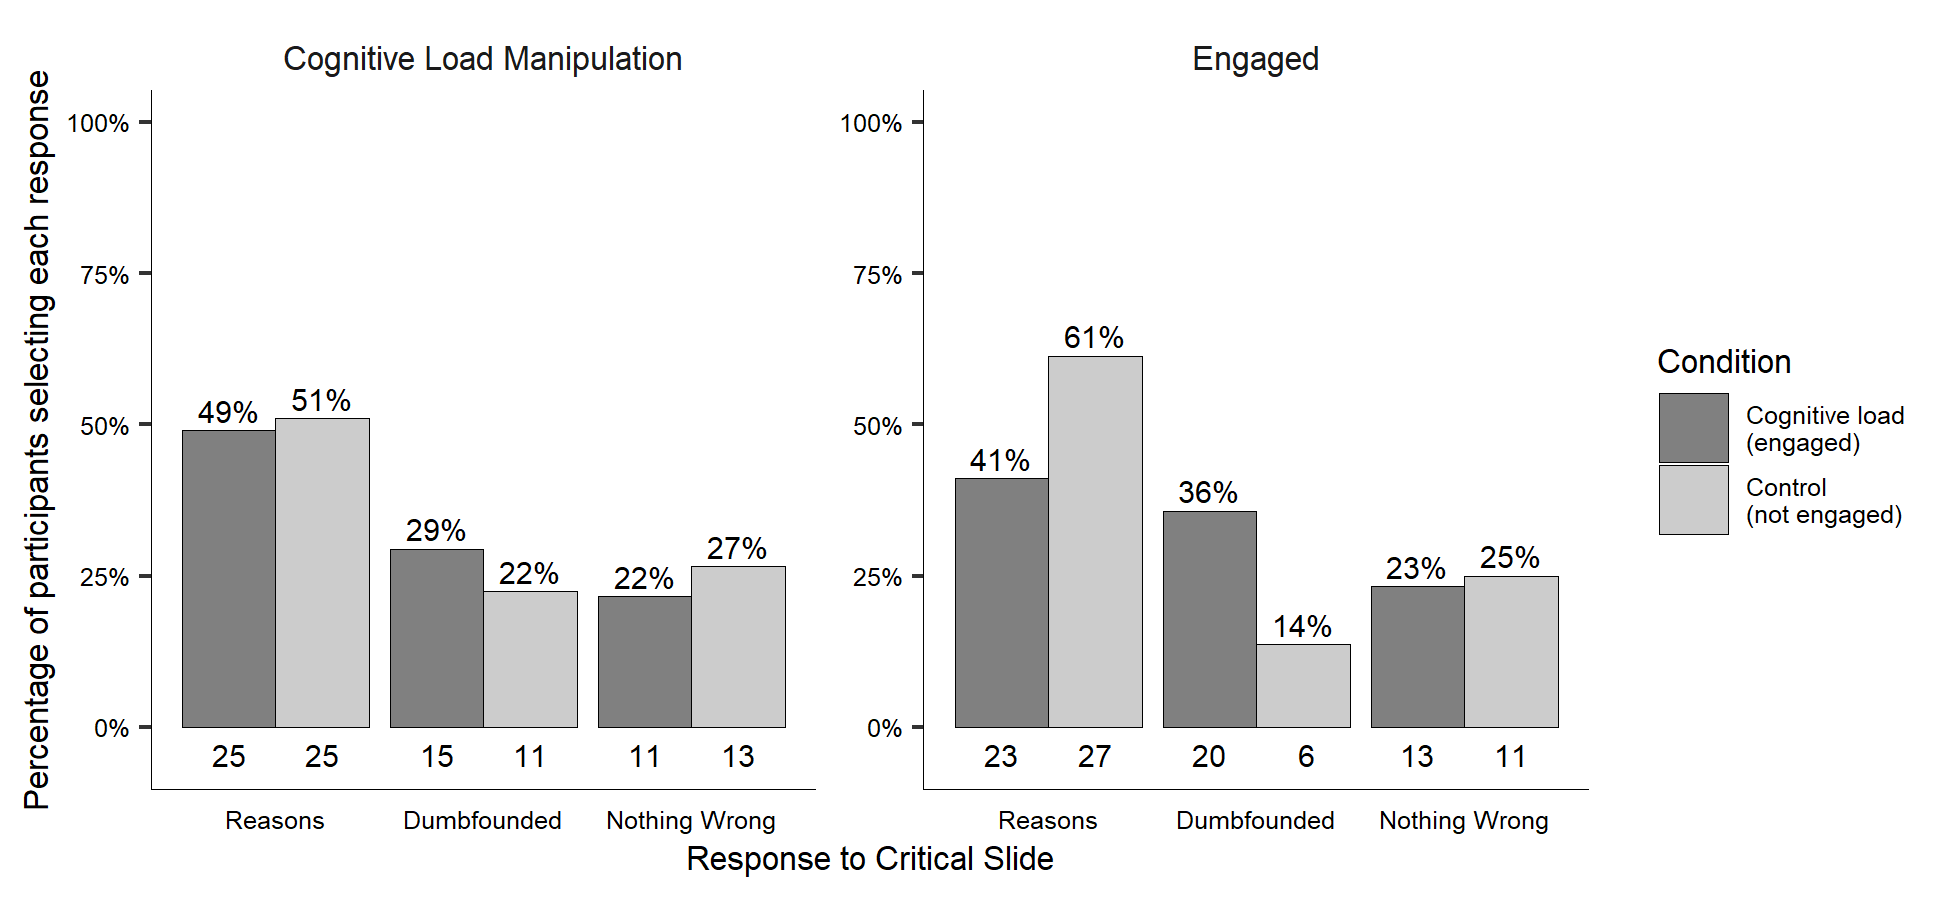 Cognitive Load Manipulation
Engaged
Percentage of participants selecting each response
100%
75%
50%
25%
0%
49%
51%
29%
22%
22%
27%
25
25
15
11
11
13
Reasons
Dumbfounded
Nothing Wrong
100%
75%
50%
25%
0%
41%
61%
36%
14%
23%
25%
23
27
20
6
13
11
Reasons
Dumbfounded
Nothing Wrong
Response to Critical Slide
Condition
Cognitive load
(engaged)
Control
(not engaged)